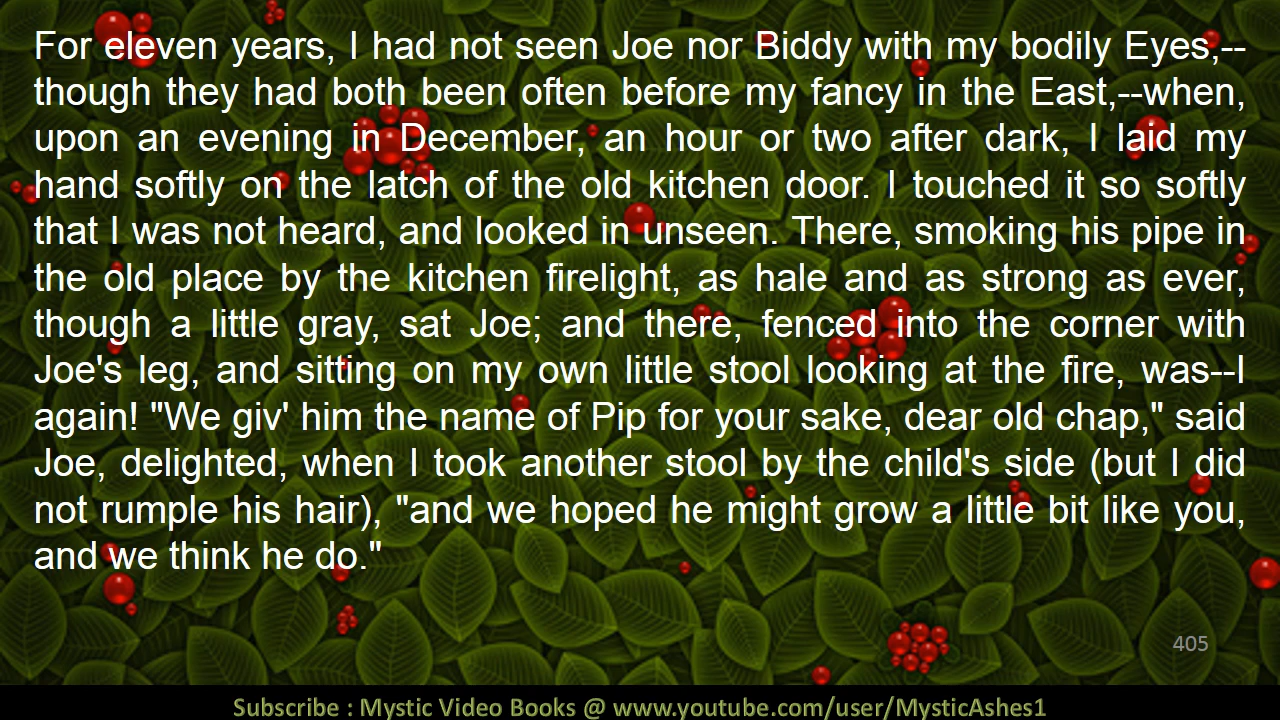 For eleven years, I had not seen Joe nor Biddy with my bodily Eyes,--
though they had both been often before my fancy in the East,--when,
upon an evening in December, an hour or two after dark, I laid my
hand softly on the latch of the old kitchen door. I touched it so softly
that I was not heard, and looked in unseen. There, smoking his pipe in
the old place by the kitchen firelight, as hale and as strong as ever,
though a little gray, sat Joe; and there, fenced into the corner with
Joe's leg, and sitting on my own little stool looking at the fire, was--I
again! "We giv' him the name of Pip for your sake, dear old chap," said
Joe, delighted, when I took another stool by the child's side (but I did
not rumple his hair), "and we hoped he might grow a little bit like you,
and we think he do."
405
Subscribe : Mystic Video Books @ www.youtube.com/user/MysticAshes1